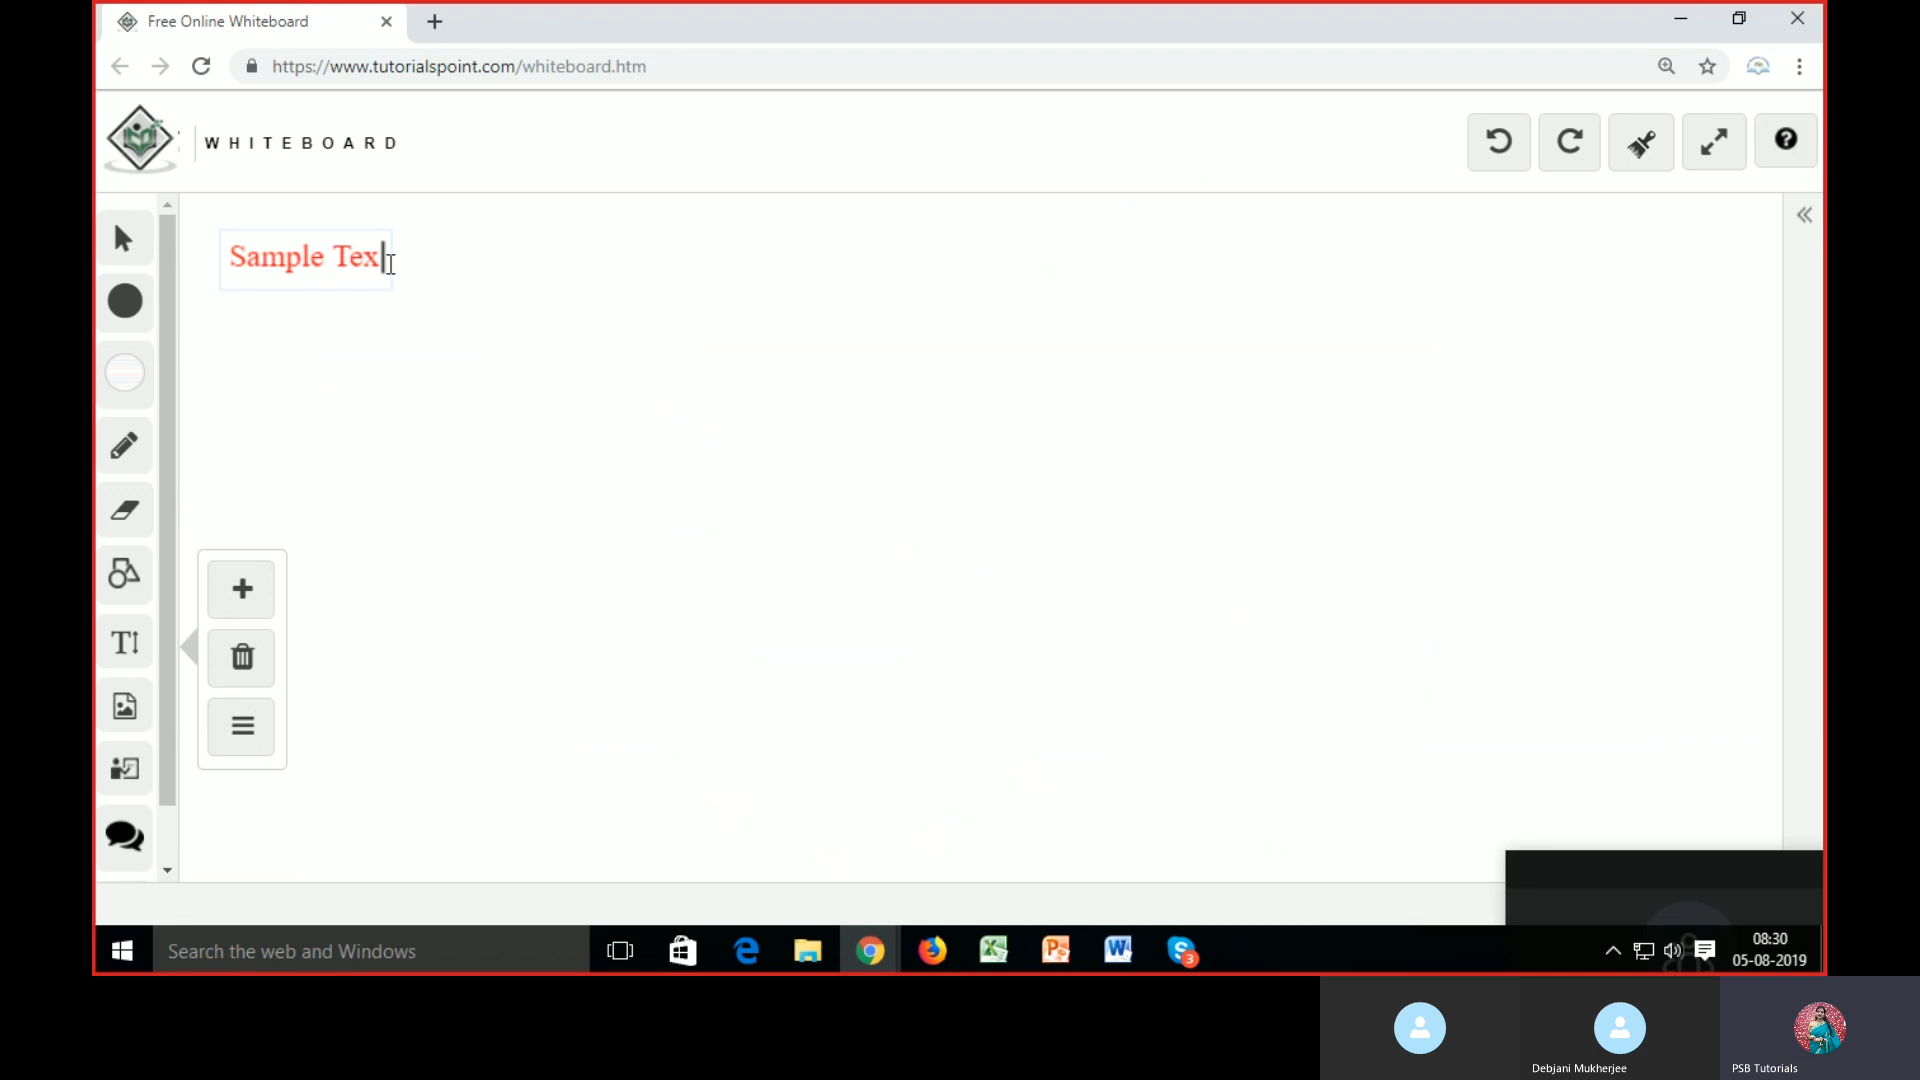 Free Online Whiteboard
https://www.tutorialspoint.com/whiteboard.htm
WHITEBOARD
Sample Tex
Search the web and Windows
3
08:30
05-08-2019
Debjani Mukherjee
PSB Tutorials